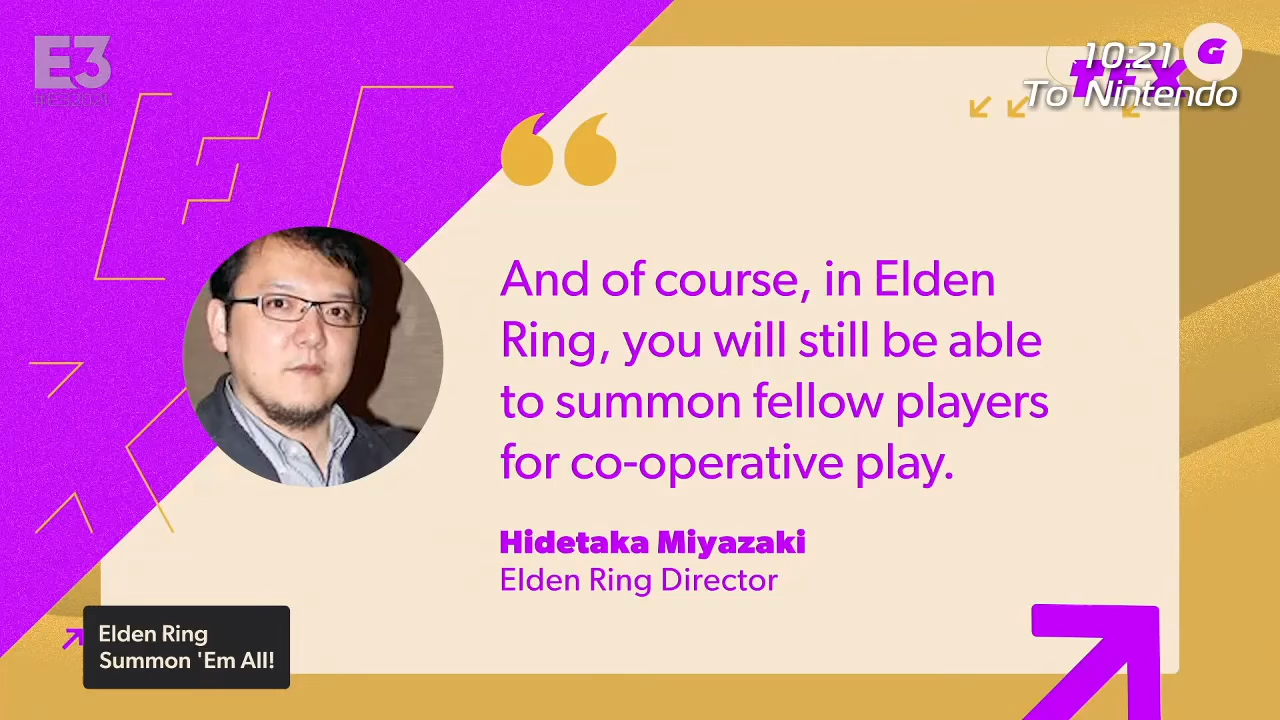 E3
#E32021
10:21
G
To Nintendo
And of course, in Elden
Ring, you will still be able
to summon fellow players
for co-operative play.
Hidetaka Miyazaki
Elden Ring Director
Elden Ring
Summon 'Em All!